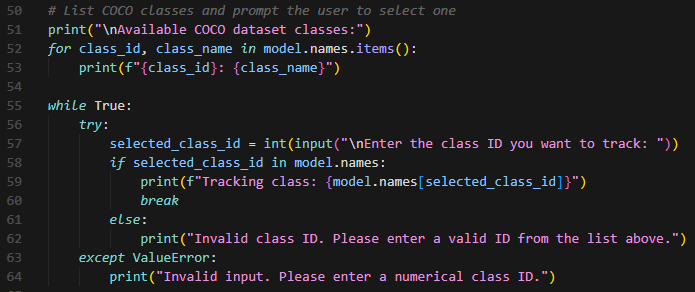 50 # List COCO classes and prompt the user to select one
51 print("\nAvailable COCO dataset classes:")
52 for class_id, class_name in model.names.items():
53     print(f"{class_id}: {class_name}")
54
55 while True:
56     try:
57         selected_class_id = int(input("\nEnter the class ID you want to track: "))
58         if selected_class_id in model.names:
59             print(f"Tracking class: {model.names[selected_class_id]}")
60             break
61         else:
62             print("Invalid class ID. Please enter a valid ID from the list above.")
63     except ValueError:
64         print("Invalid input. Please enter a numerical class ID.")